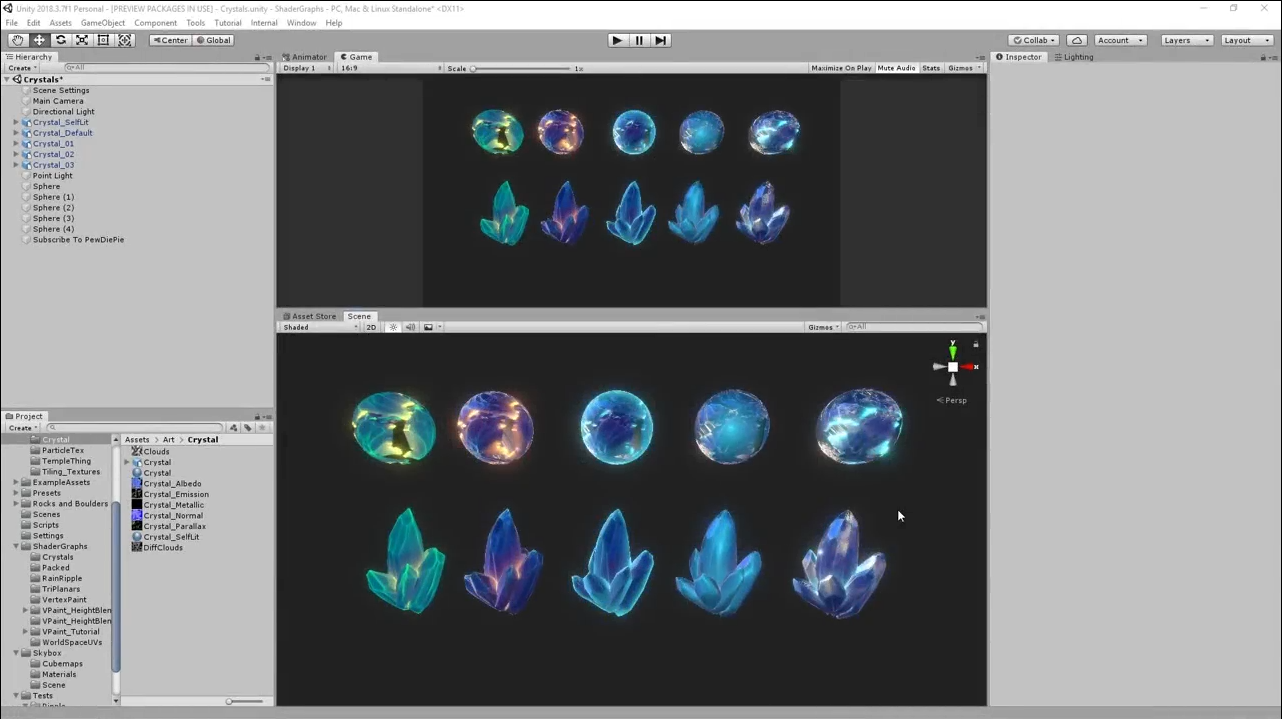 Unity 2018.3.7f1 Personal - [PREVIEW PACKAGES IN USE] - Crystals.unity - ShaderGraphs - PC, Mac & Linux Standalone* <DX11>
File Edit Assets GameObject Component Tools Tutorial Internal Window Help
Center Global Collab Account Layers Layout
Hierarchy
Create All
Crystals*
Scene Settings
Main Camera
Directional Light
Crystal_SelfLit
Crystal_Default
Crystal_01
Crystal_02
Crystal_03
Point Light
Sphere
Sphere (1)
Sphere (2)
Sphere (3)
Sphere (4)
Subscribe To PewDiePie
Animator Game
Display 1 16:9 Scale 1x Maximize On Play Mute Audio Stats Gizmos
Asset Store Scene
Shaded 2D Gizmos All
y
x
Persp
Inspector Lighting
Project
Create
Crystal
ParticleTex
TempleThing
Tiling_Textures
ExampleAssets
Presets
Rocks and Boulders
Scenes
Scripts
Settings
ShaderGraphs
Crystals
Packed
RainRipple
TriPlanars
VertexPaint
VPaint_HeightBlen
VPaint_HeightBlen
VPaint_Tutorial
WorldSpaceUVs
Skybox
Cubemaps
Materials
Scene
Tests
Assets Art Crystal
Clouds
Crystal
Crystal
Crystal_Albedo
Crystal_Emission
Crystal_Metallic
Crystal_Normal
Crystal_Parallax
Crystal_SelfLit
DiffClouds